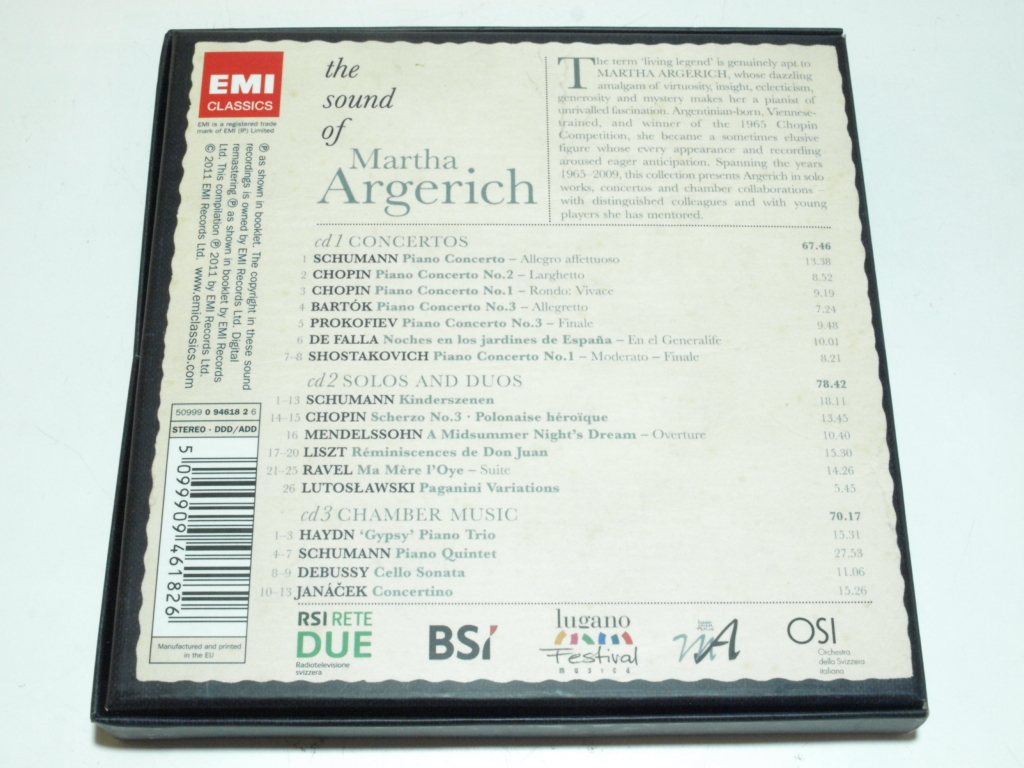 EMI
CLASSICS
EMI is a registered trade
mark of EMI (IP) Limited
℗ as shown in booklet. The copyright in these sound
recordings is owned by EMI Records Ltd. Digital
remastering ℗ as shown in booklet by EMI Records
Ltd. This compilation ℗ 2011 by EMI Records Ltd.
© 2011 EMI Records Ltd. www.emiclassics.com
the
sound
of
Martha
Argerich
The term 'living legend' is genuinely apt to
MARTHA ARGERICH, whose dazzling
amalgam of virtuosity, insight, eclecticism,
generosity and mystery makes her a pianist of
unrivalled fascination. Argentinian-born, Viennese-
trained, and winner of the 1965 Chopin
Competition, she became a sometimes elusive
figure whose every appearance and recording
aroused eager anticipation. Spanning the years
1965–2009, this collection presents Argerich in solo
works, concertos and chamber collaborations –
with distinguished colleagues and with young
players she has mentored.
cd1 CONCERTOS 67.46
1 SCHUMANN Piano Concerto – Allegro affettuoso 13.38
2 CHOPIN Piano Concerto No.2 – Larghetto 8.52
3 CHOPIN Piano Concerto No.1 – Rondo: Vivace 9.19
4 BARTÓK Piano Concerto No.3 – Allegretto 7.24
5 PROKOFIEV Piano Concerto No.3 – Finale 9.48
6 DE FALLA Noches en los jardines de España – En el Generalife 10.01
7–8 SHOSTAKOVICH Piano Concerto No.1 – Moderato – Finale 8.21
cd2 SOLOS AND DUOS 78.42
1–13 SCHUMANN Kinderszenen 18.11
14–15 CHOPIN Scherzo No.3 · Polonaise héroïque 13.45
16 MENDELSSOHN A Midsummer Night's Dream – Overture 10.40
17–20 LISZT Réminiscences de Don Juan 15.30
21–25 RAVEL Ma Mère l'Oye – Suite 14.26
26 LUTOSŁAWSKI Paganini Variations 5.45
cd3 CHAMBER MUSIC 70.17
1–3 HAYDN 'Gypsy' Piano Trio 15.31
4–7 SCHUMANN Piano Quintet 27.53
8–9 DEBUSSY Cello Sonata 11.06
10–13 JANÁČEK Concertino 15.26
50999 0 94618 2 6
STEREO · DDD/ADD
5 099909 461826
Manufactured and printed
in the EU
RSI RETE
DUE
Radiotelevisione
svizzera
BSI
lugano
Festival
musica
mA
OSI
Orchestra
della Svizzera
italiana